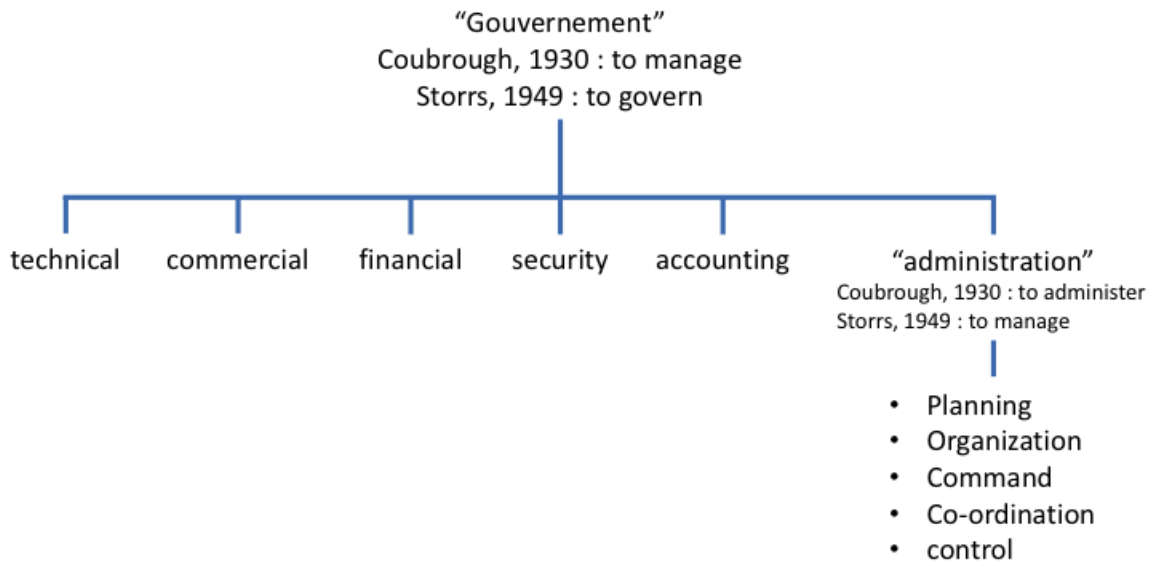 “Gouvernement”
Coubrough, 1930 : to manage
Storrs, 1949 : to govern
technical
commercial
financial
security
accounting
“administration”
Coubrough, 1930 : to administer
Storrs, 1949 : to manage
• Planning
• Organization
• Command
• Co-ordination
• control